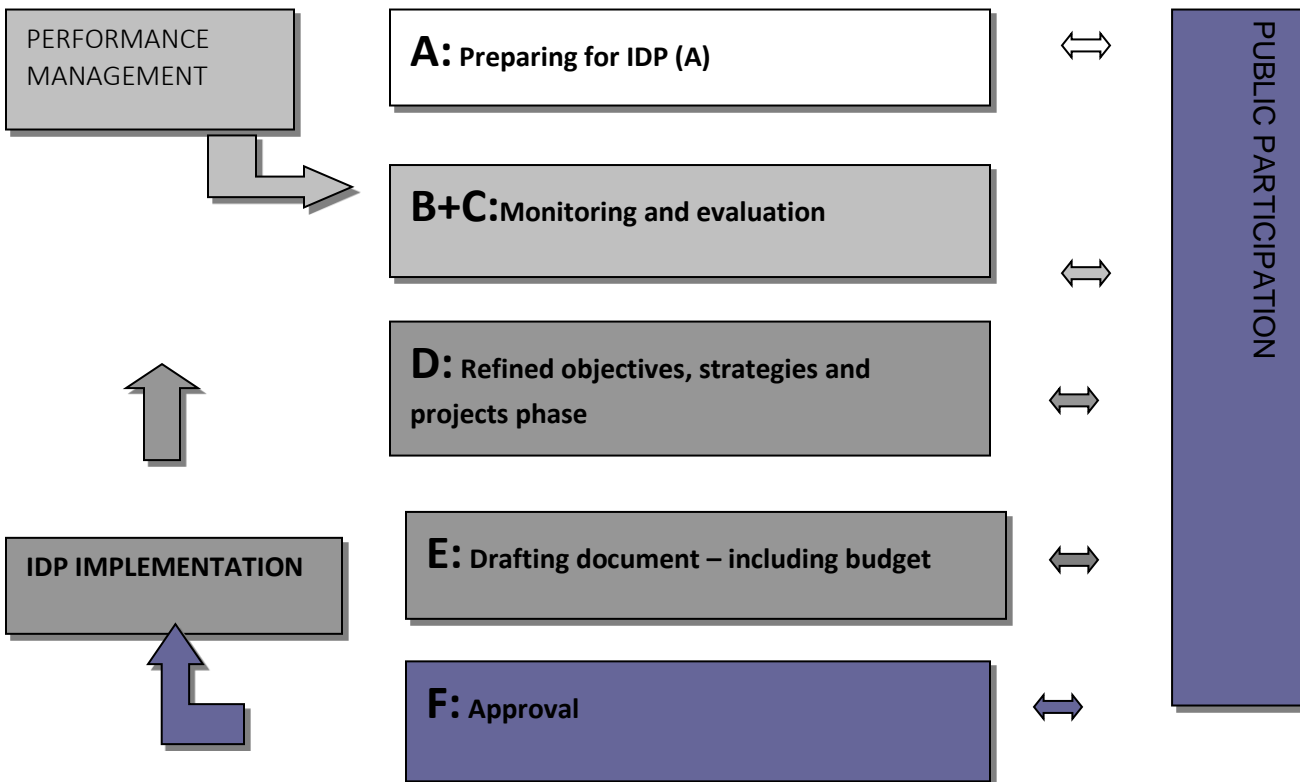 PERFORMANCE
MANAGEMENT
A: Preparing for IDP (A)
B+C:Monitoring and evaluation
D: Refined objectives, strategies and
projects phase
IDP IMPLEMENTATION
E: Drafting document – including budget
F: Approval
PUBLIC PARTICIPATION